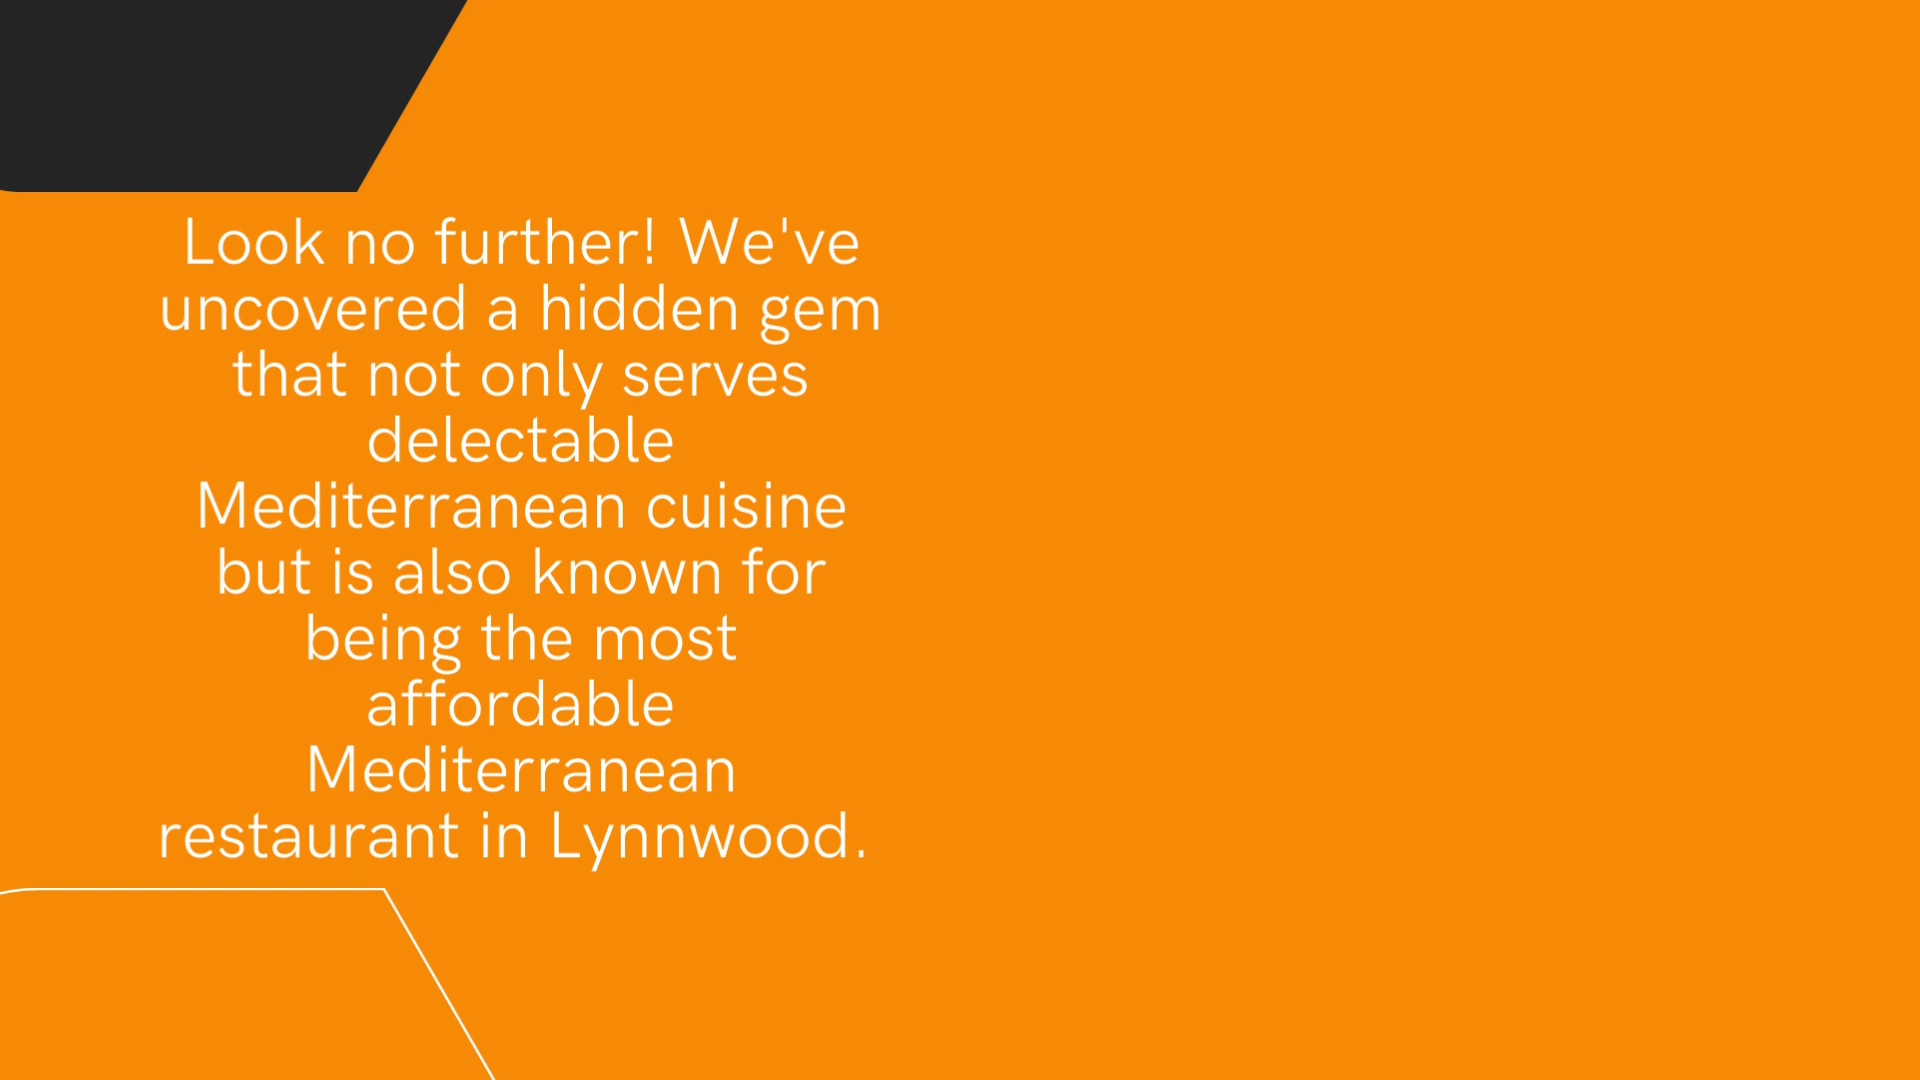 Look no further! We've
uncovered a hidden gem
that not only serves
delectable
Mediterranean cuisine
but is also known for
being the most
affordable
Mediterranean
restaurant in Lynnwood.